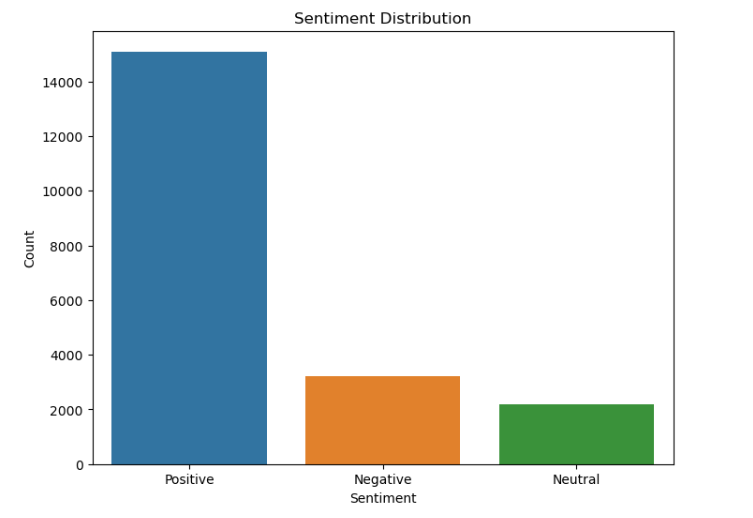 Sentiment Distribution
14000
12000
10000
8000
6000
4000
2000
0
Count
Positive Negative Neutral
Sentiment